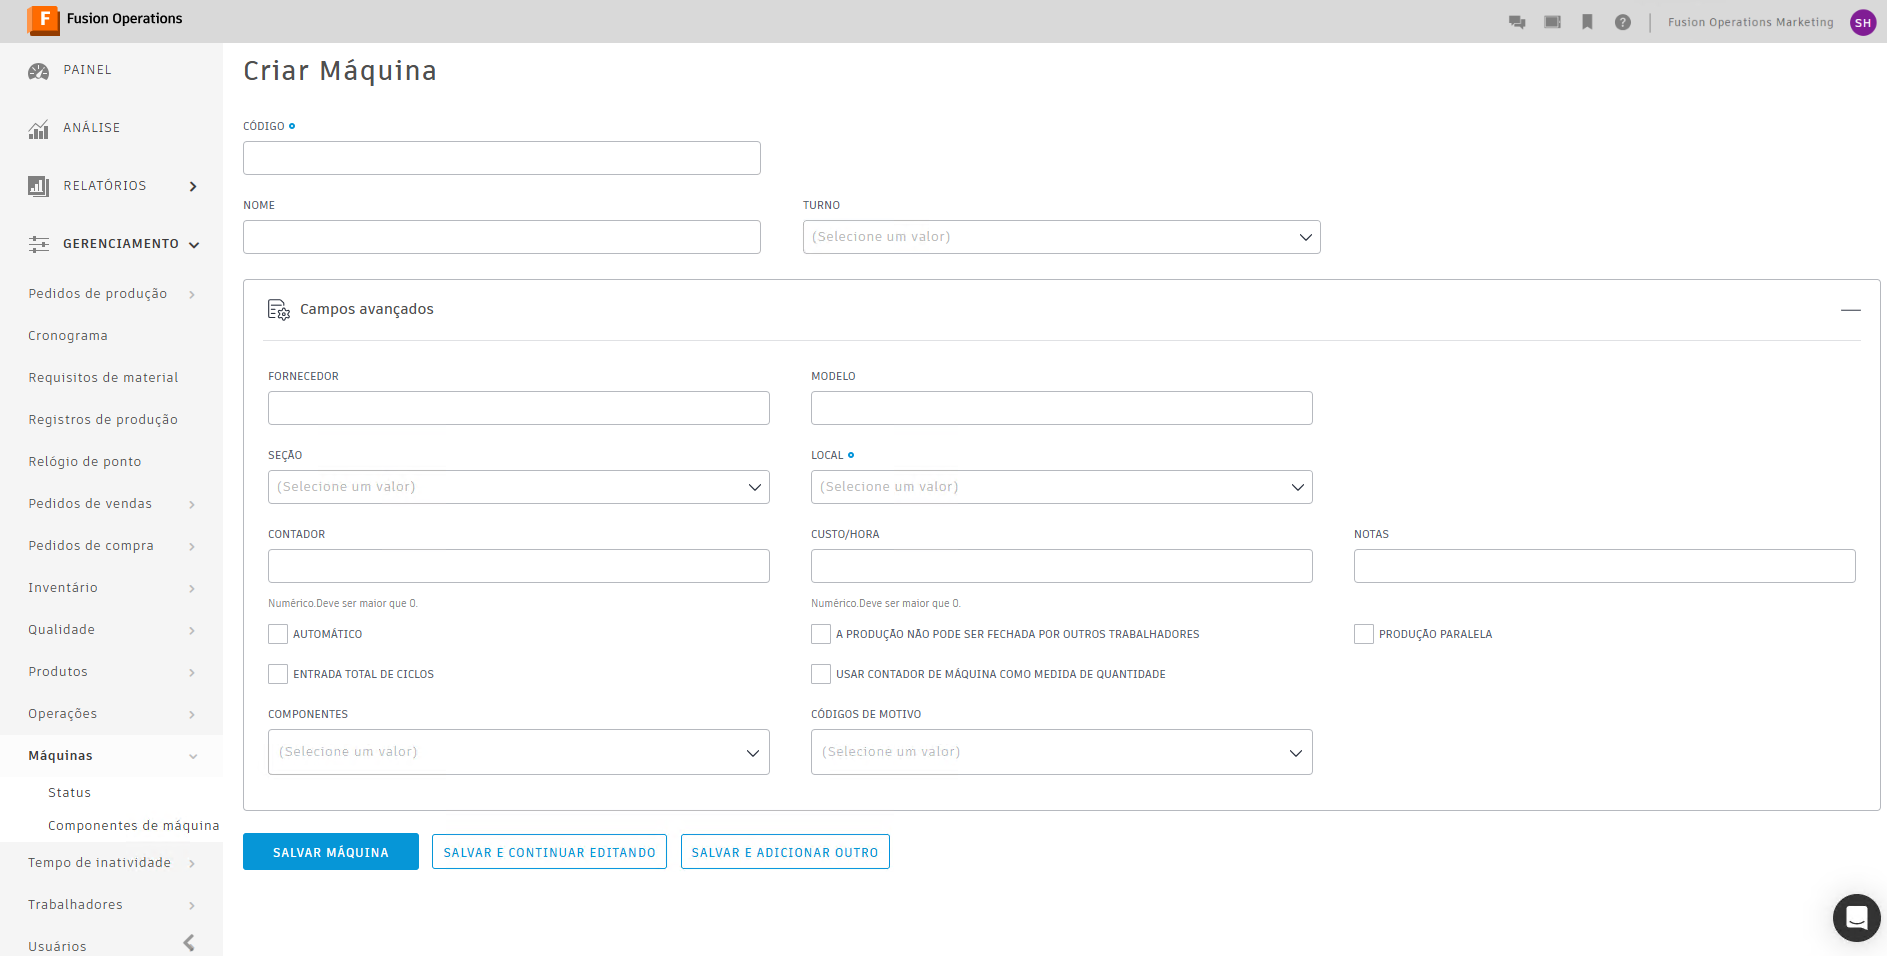 F Fusion Operations
Fusion Operations Marketing SH
PAINEL
ANÁLISE
RELATÓRIOS
GERENCIAMENTO
Pedidos de produção
Cronograma
Requisitos de material
Registros de produção
Relógio de ponto
Pedidos de vendas
Pedidos de compra
Inventário
Qualidade
Produtos
Operações
Máquinas
Status
Componentes de máquina
Tempo de inatividade
Trabalhadores
Usuários
Criar Máquina
CÓDIGO
NOME TURNO
(Selecione um valor)
Campos avançados
FORNECEDOR MODELO
SEÇÃO LOCAL
(Selecione um valor) (Selecione um valor)
CONTADOR CUSTO/HORA NOTAS
Numérico.Deve ser maior que 0. Numérico.Deve ser maior que 0.
AUTOMÁTICO A PRODUÇÃO NÃO PODE SER FECHADA POR OUTROS TRABALHADORES PRODUÇÃO PARALELA
ENTRADA TOTAL DE CICLOS USAR CONTADOR DE MÁQUINA COMO MEDIDA DE QUANTIDADE
COMPONENTES CÓDIGOS DE MOTIVO
(Selecione um valor) (Selecione um valor)
SALVAR MÁQUINA SALVAR E CONTINUAR EDITANDO SALVAR E ADICIONAR OUTRO